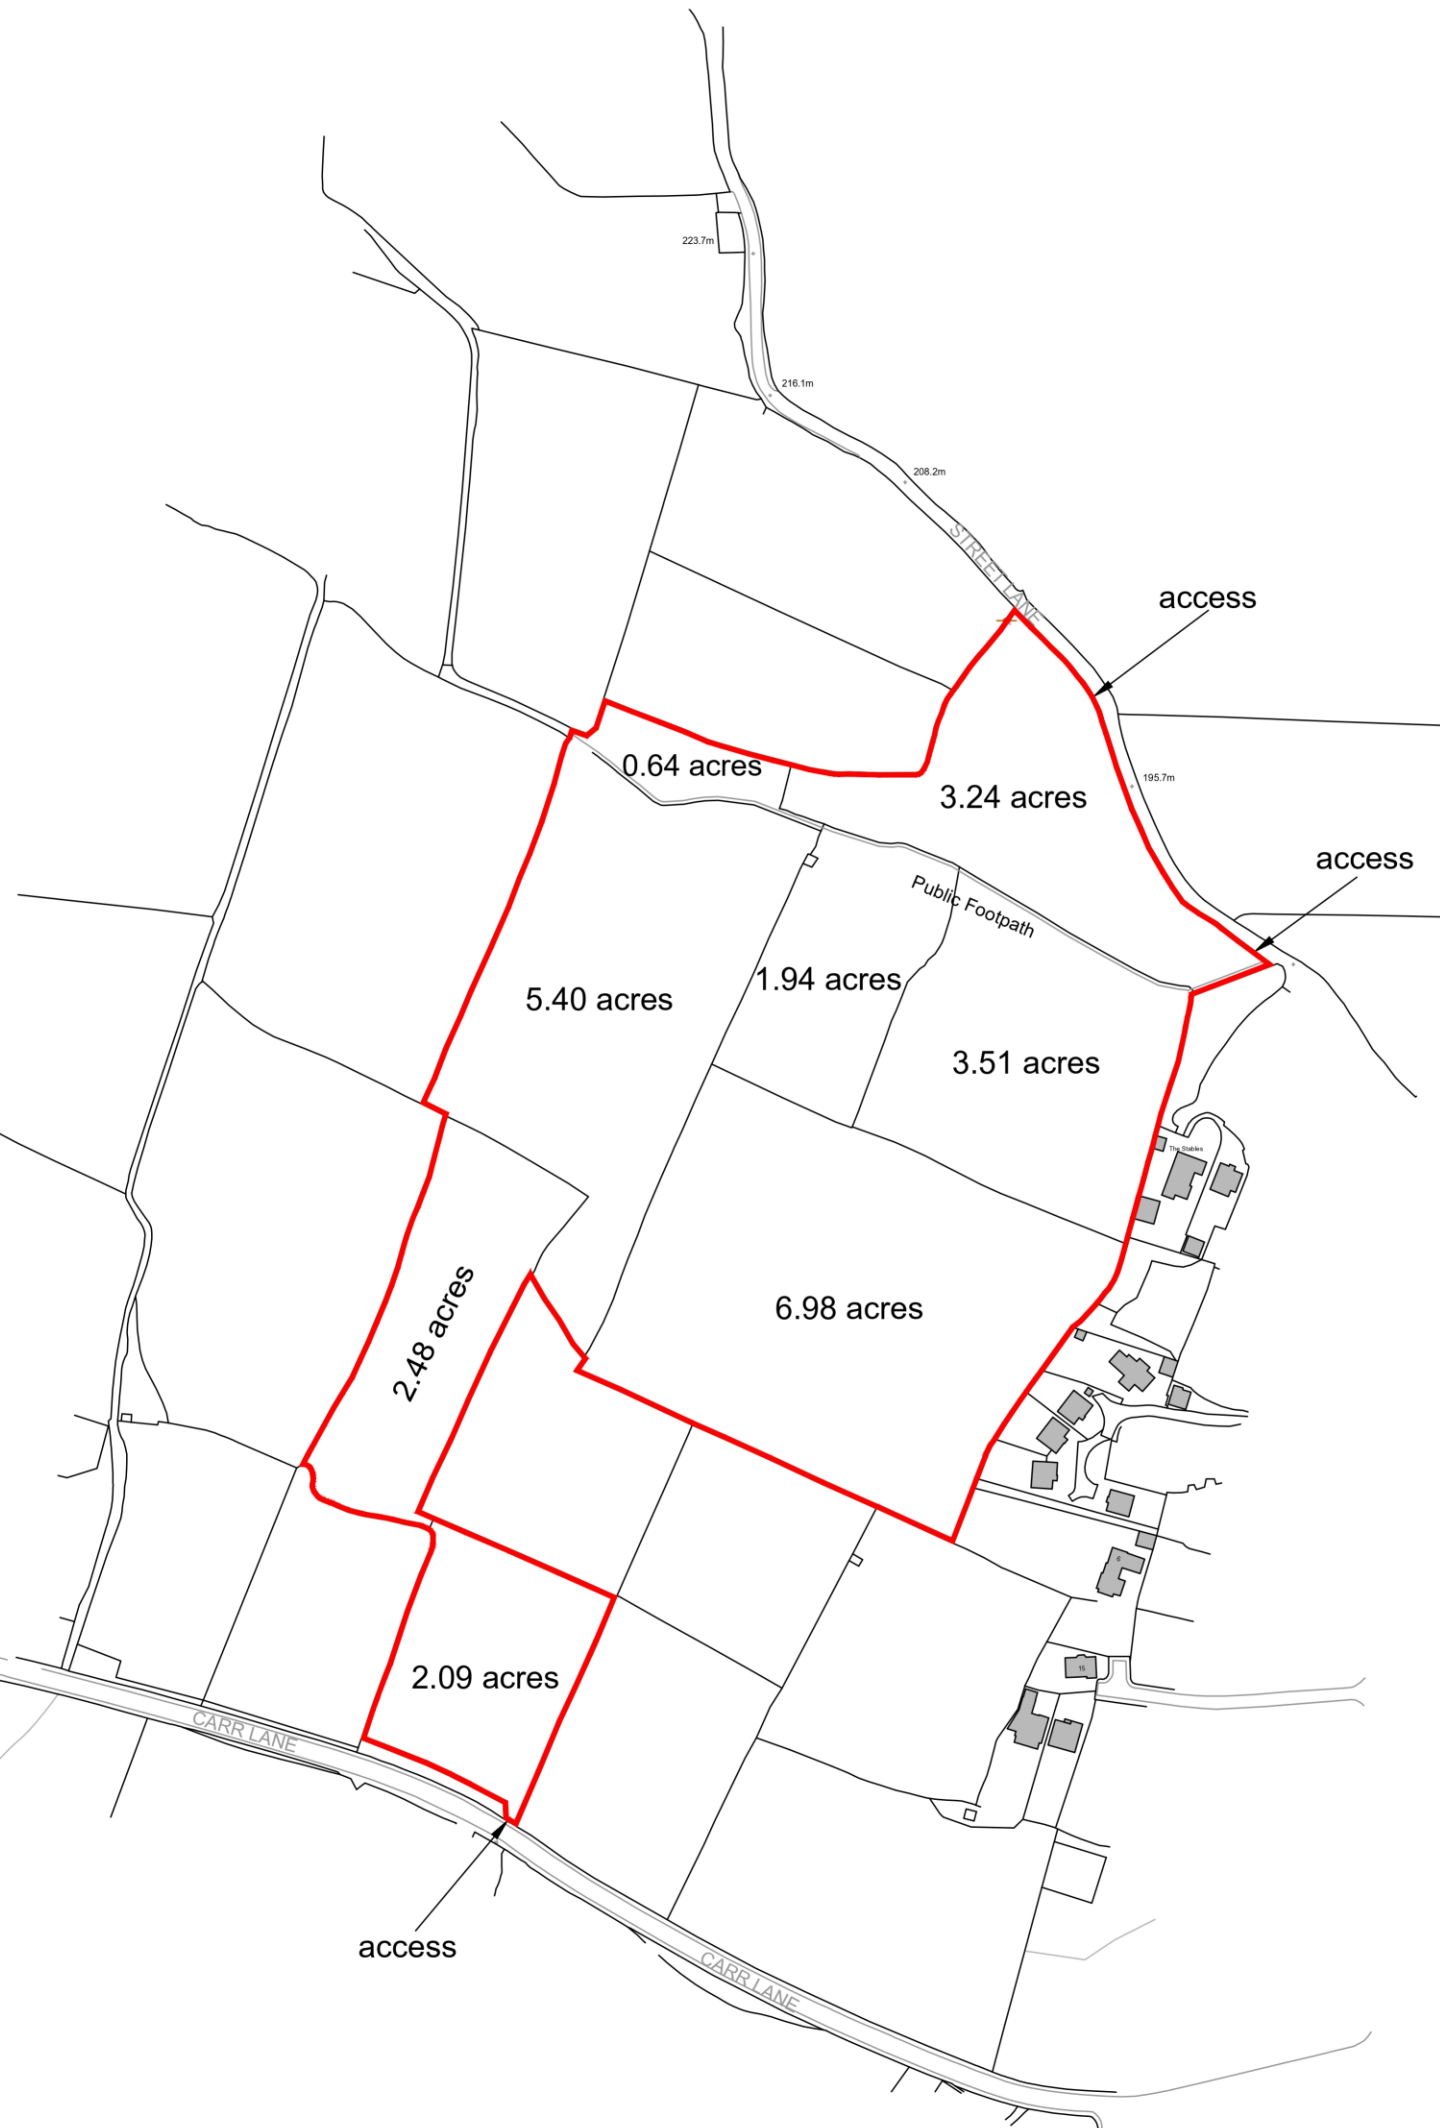 223.7m
216.1m
208.2m
STREET LANE
access
0.64 acres
3.24 acres
195.7m
access
Public Footpath
1.94 acres
5.40 acres
3.51 acres
The Stables
6.98 acres
2.48 acres
6
15
2.09 acres
CARR LANE
access
CARR LANE